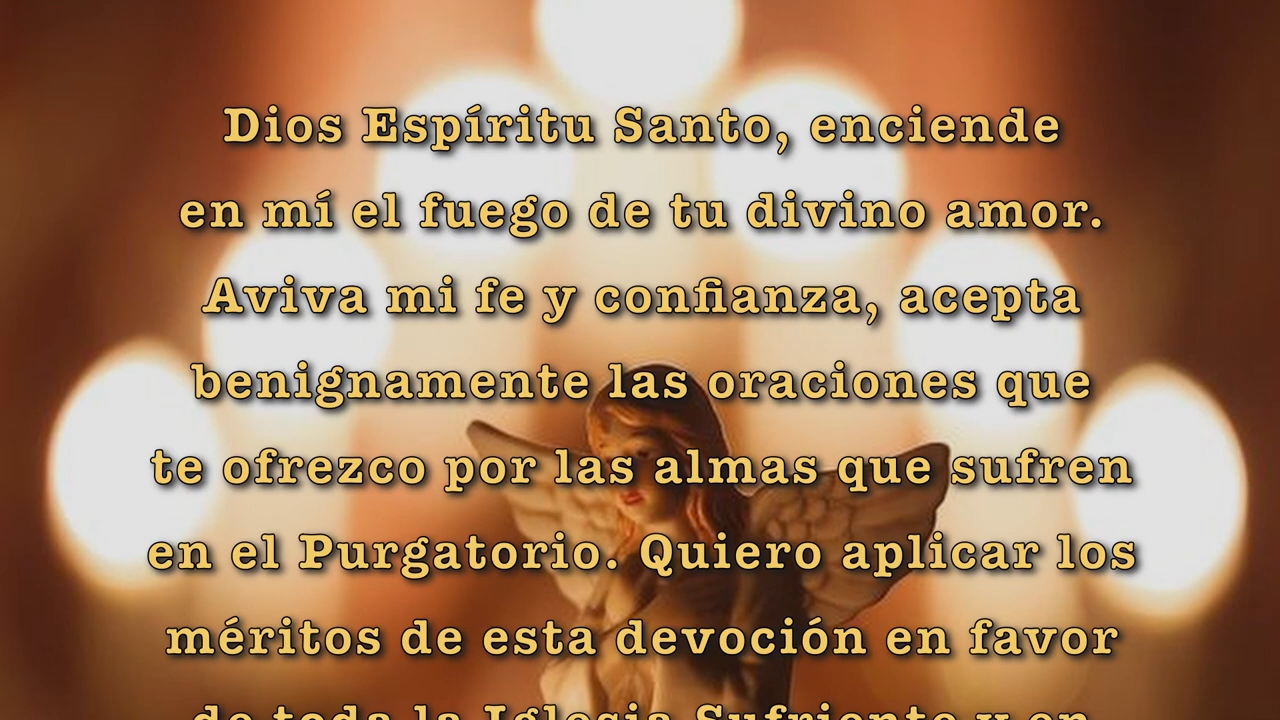 Dios Espíritu Santo, enciende
en mí el fuego de tu divino amor.
Aviva mi fe y confianza, acepta
benignamente las oraciones que
te ofrezco por las almas que sufren
en el Purgatorio. Quiero aplicar los
méritos de esta devoción en favor
de toda la Iglesia Sufriente y en